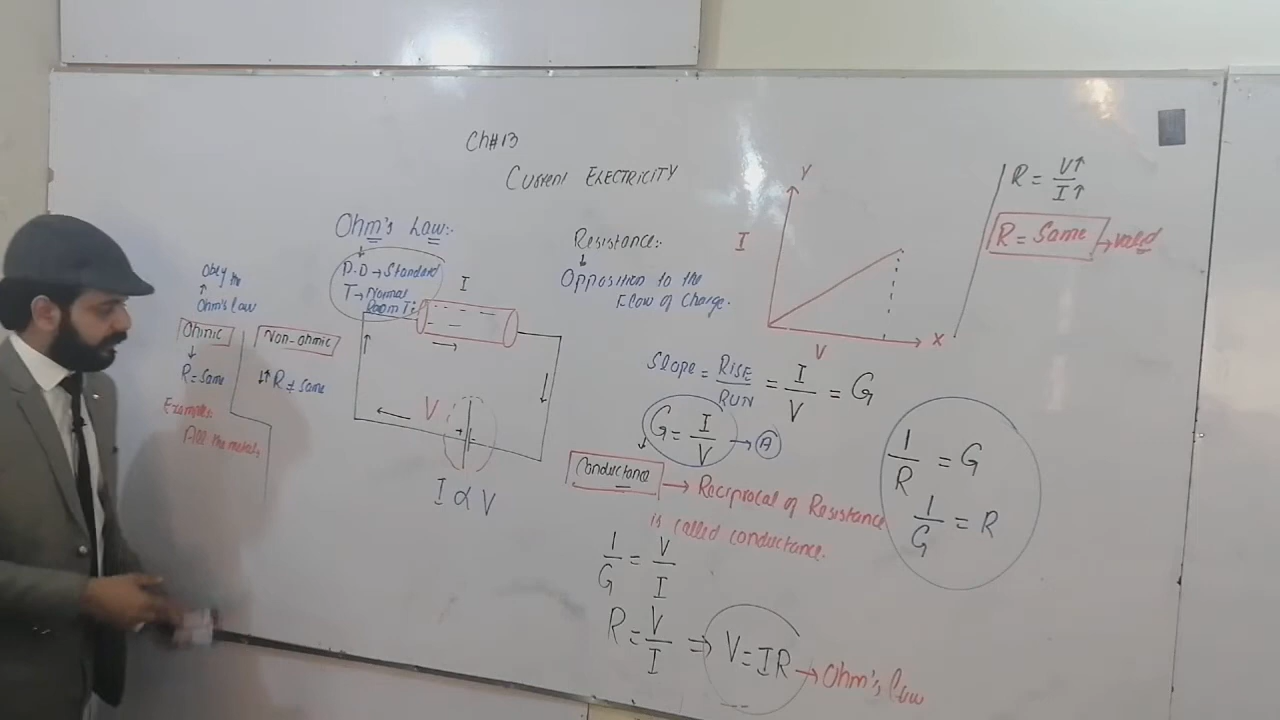 Ch#13
Current ELECTRICITY
Ohm's Law:-
P.D → Standard
T → Normal
Room T:
I
V
I ∝ V
Obey the
↑
Ohm's law
Ohmic
↓
R = Same
Example:
All the metals
Non-ohmic
↓↑ R ≠ Same
Resistance:-
↓
Opposition to the
Flow of Charge.
Y
I
V
X
R = V↑/I↑
R = Same → Valid
Slope = RISE/RUN = I/V = G
G = I/V → A
Conductance → Reciprocal of Resistance
is called conductance.
1/R = G
1/G = R
1/G = V/I
R = V/I ⇒ V = IR → Ohm's Law